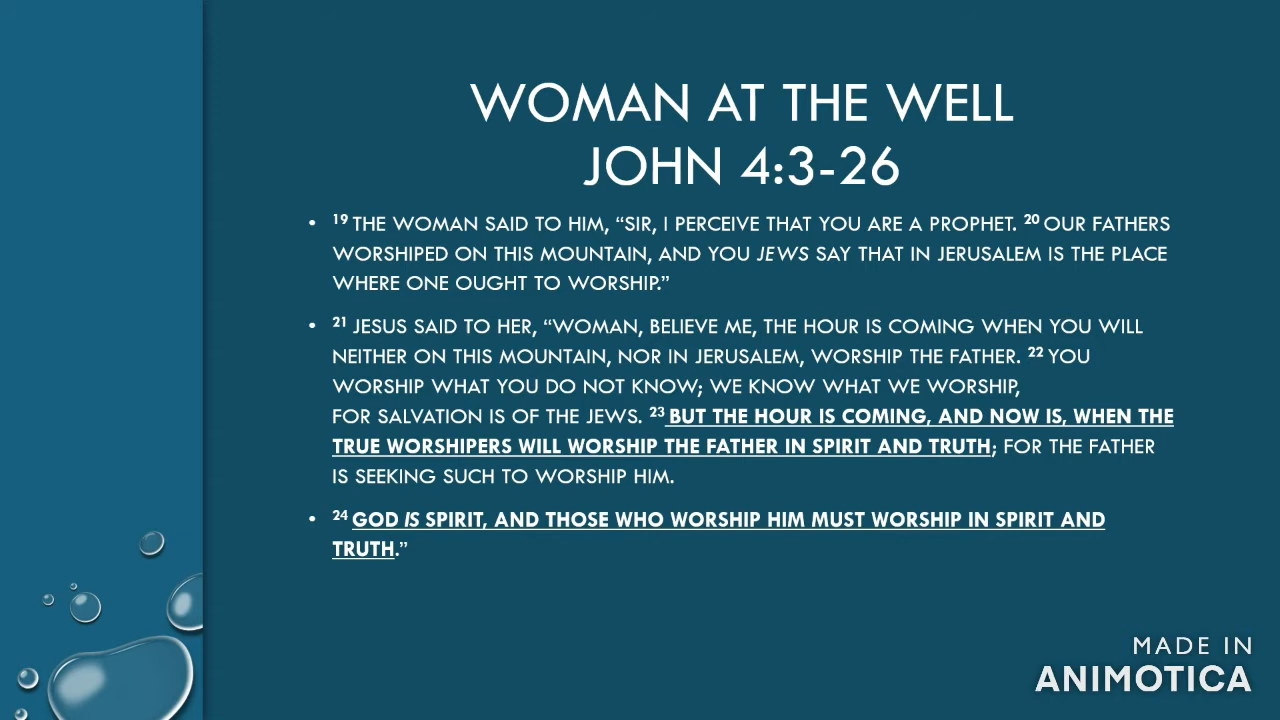 WOMAN AT THE WELL
JOHN 4:3-26
• 19 THE WOMAN SAID TO HIM, “SIR, I PERCEIVE THAT YOU ARE A PROPHET. 20 OUR FATHERS
WORSHIPED ON THIS MOUNTAIN, AND YOU JEWS SAY THAT IN JERUSALEM IS THE PLACE
WHERE ONE OUGHT TO WORSHIP.”
• 21 JESUS SAID TO HER, “WOMAN, BELIEVE ME, THE HOUR IS COMING WHEN YOU WILL
NEITHER ON THIS MOUNTAIN, NOR IN JERUSALEM, WORSHIP THE FATHER. 22 YOU
WORSHIP WHAT YOU DO NOT KNOW; WE KNOW WHAT WE WORSHIP,
FOR SALVATION IS OF THE JEWS. 23 BUT THE HOUR IS COMING, AND NOW IS, WHEN THE
TRUE WORSHIPERS WILL WORSHIP THE FATHER IN SPIRIT AND TRUTH; FOR THE FATHER
IS SEEKING SUCH TO WORSHIP HIM.
• 24 GOD IS SPIRIT, AND THOSE WHO WORSHIP HIM MUST WORSHIP IN SPIRIT AND
TRUTH.”
MADE IN
ANIMOTICA